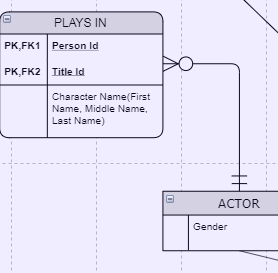 PLAYS IN
PK,FK1 Person Id
PK,FK2 Title Id
Character Name(First
Name, Middle Name,
Last Name)
ACTOR
Gender